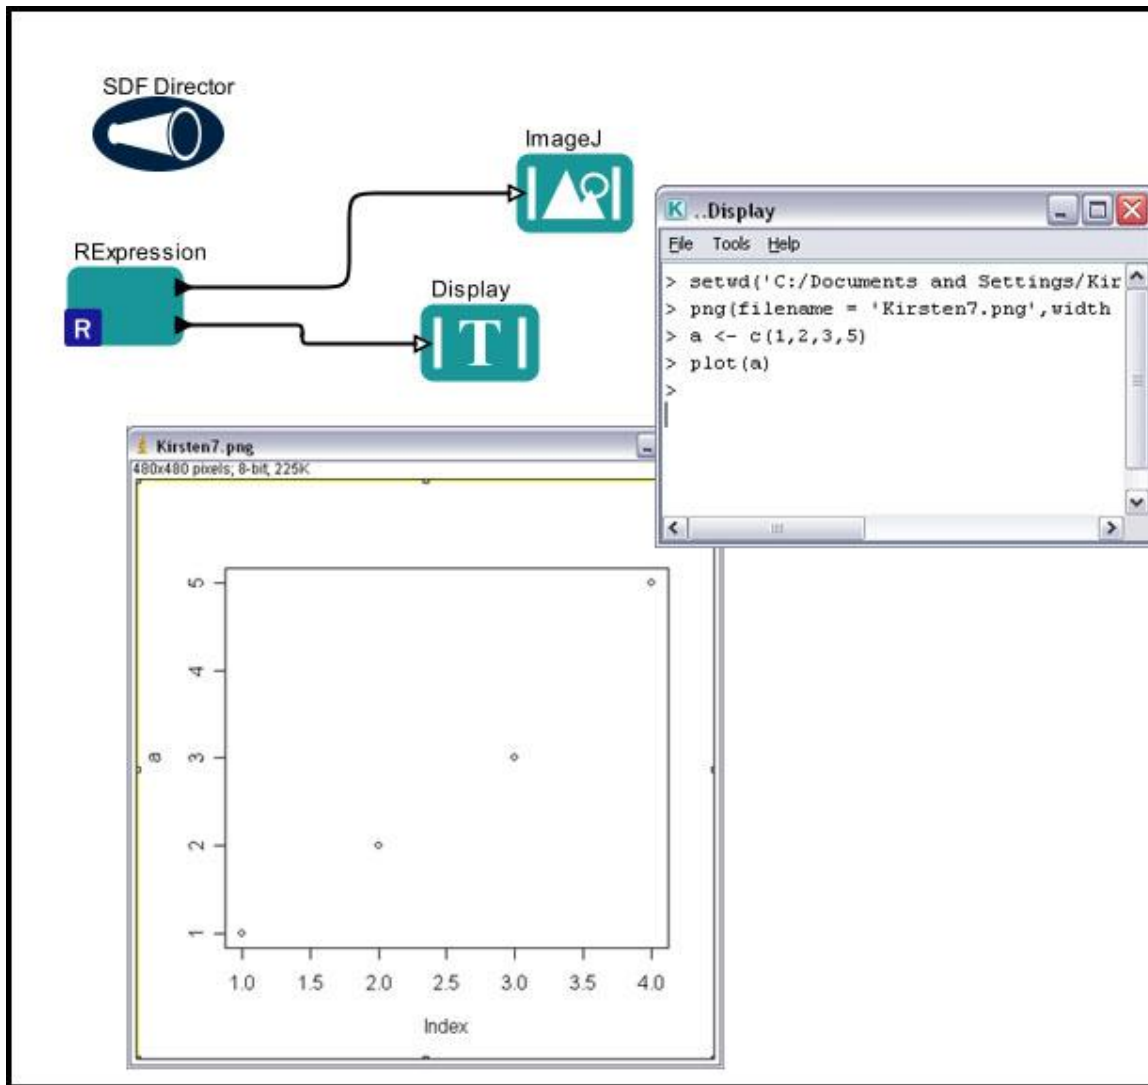 SDF Director
ImageJ
RExpression
R
Display
T
..Display
File Tools Help
> setwd('C:/Documents and Settings/Kir
> png(filename = 'Kirsten7.png',width
> a <- c(1,2,3,5)
> plot(a)
>
Kirsten7.png
480x480 pixels; 8-bit; 225K
5
4
3
2
1
a
1.0 1.5 2.0 2.5 3.0 3.5 4.0
Index